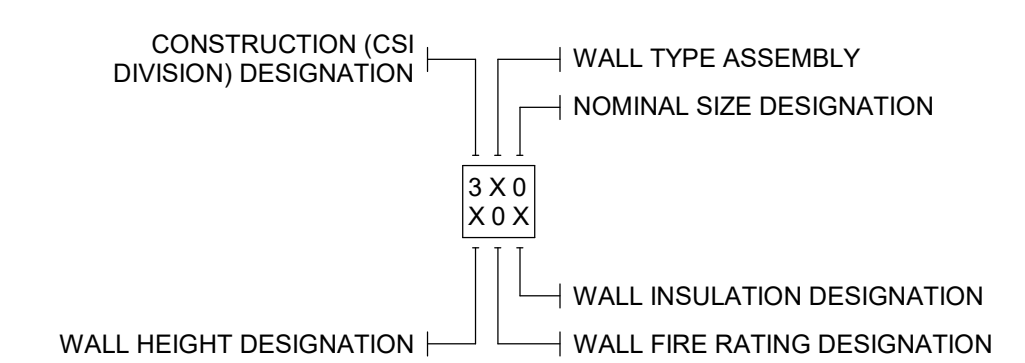 CONSTRUCTION (CSI
DIVISION) DESIGNATION
WALL TYPE ASSEMBLY
NOMINAL SIZE DESIGNATION
3 X 0
X 0 X
WALL INSULATION DESIGNATION
WALL HEIGHT DESIGNATION
WALL FIRE RATING DESIGNATION